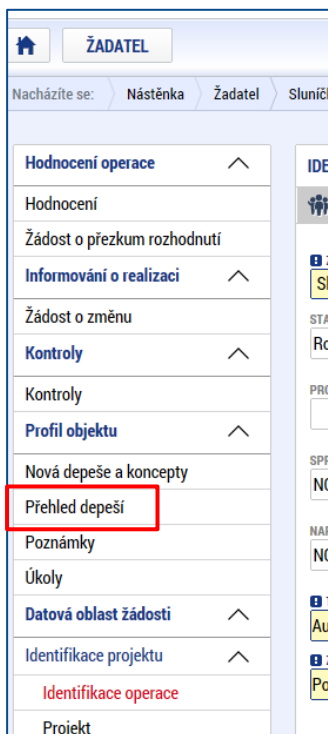 ŽADATEL
Nacházíte se: Nástěnka Žadatel
Hodnocení operace
Hodnocení
Žádost o přezkum rozhodnutí
Informování o realizaci
Žádost o změnu
Kontroly
Kontroly
Profil objektu
Nová depeše a koncepty
Přehled depeší
Poznámky
Úkoly
Datová oblast žádosti
Identifikace projektu
Identifikace operace
Projekt